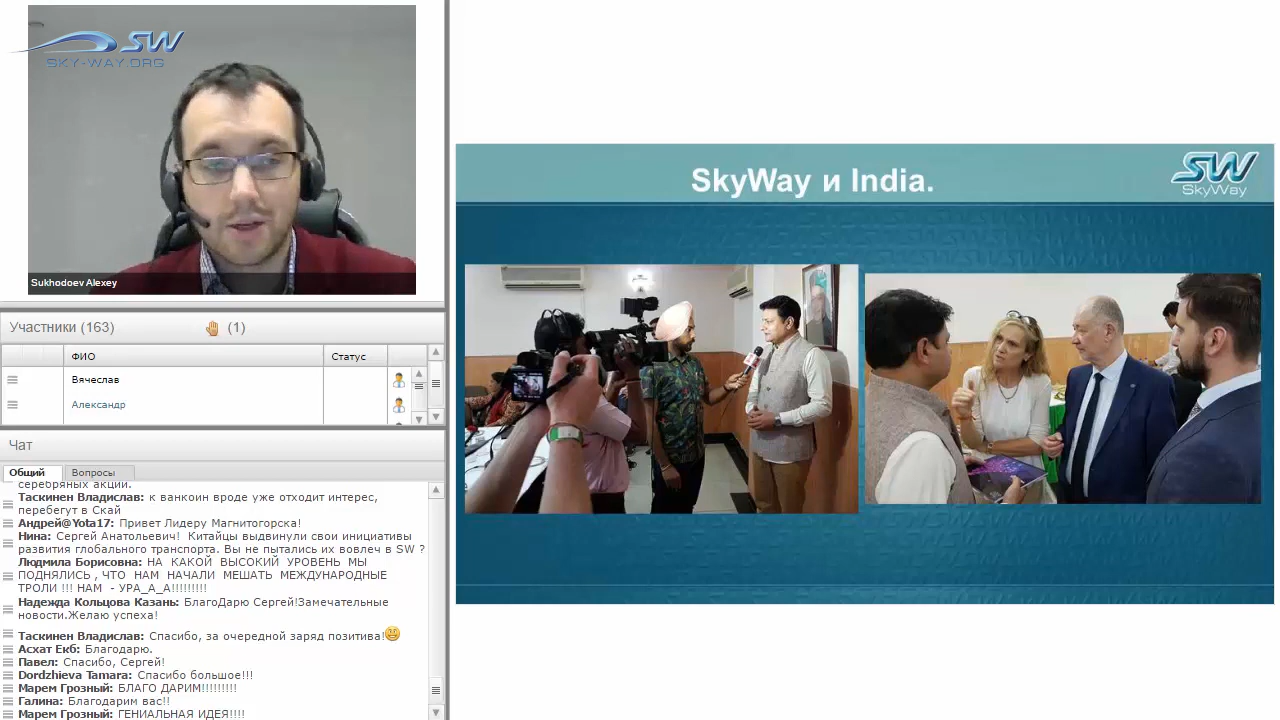 SW
SKY-WAY.ORG
Sukhodoev Alexey
Участники (163)
(1)
ФИО
Статус
Вячеслав
Александр
Чат
Общий
Вопросы
серебряных акций.
Таскинен Владислав: к ванкоин вроде уже отходит интерес,
перебегут в Скай
Андрей@Yota17: Привет Лидеру Магнитогорска!
Нина: Сергей Анатольевич! Китайцы выдвинули свои инициативы
развития глобального транспорта. Вы не пытались их вовлеч в SW ?
Людмила Борисовна: НА КАКОЙ ВЫСОКИЙ УРОВЕНЬ МЫ
ПОДНЯЛИСЬ , ЧТО НАМ НАЧАЛИ МЕШАТЬ МЕЖДУНАРОДНЫЕ
ТРОЛИ !!! НАМ - УРА_А_А!!!!!!!!!
Надежда Кольцова Казань: БлагоДарю Сергей!Замечательные
новости.Желаю успеха!
Таскинен Владислав: Спасибо, за очередной заряд позитива!
Асхат Екб: Благодарю.
Павел: Спасибо, Сергей!
Dordzhieva Tamara: Спасибо большое!!!
Марем Грозный: БЛАГО ДАРИМ!!!!!!!!!
Галина: Благодарим вас!!
Марем Грозный: ГЕНИАЛЬНАЯ ИДЕЯ!!!!
SkyWay и India.
SW
SkyWay